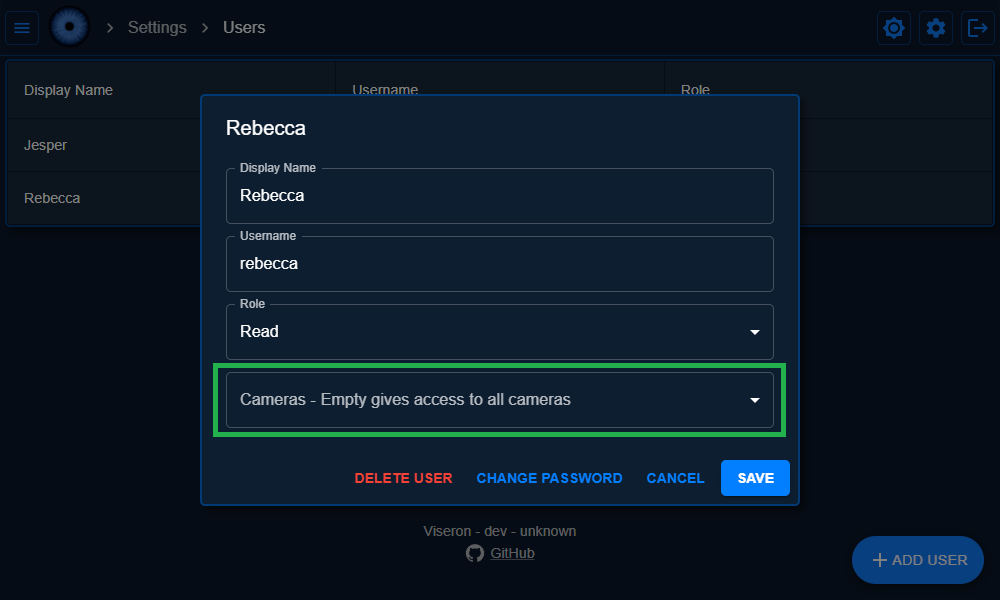 Settings > Users
Display Name Username Role
Jesper
Rebecca
Rebecca
Display Name
Rebecca
Username
rebecca
Role
Read
Cameras - Empty gives access to all cameras
DELETE USER CHANGE PASSWORD CANCEL SAVE
Viseron - dev - unknown
GitHub
ADD USER